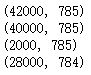 (42000, 785)
(40000, 785)
(2000, 785)
(28000, 784)